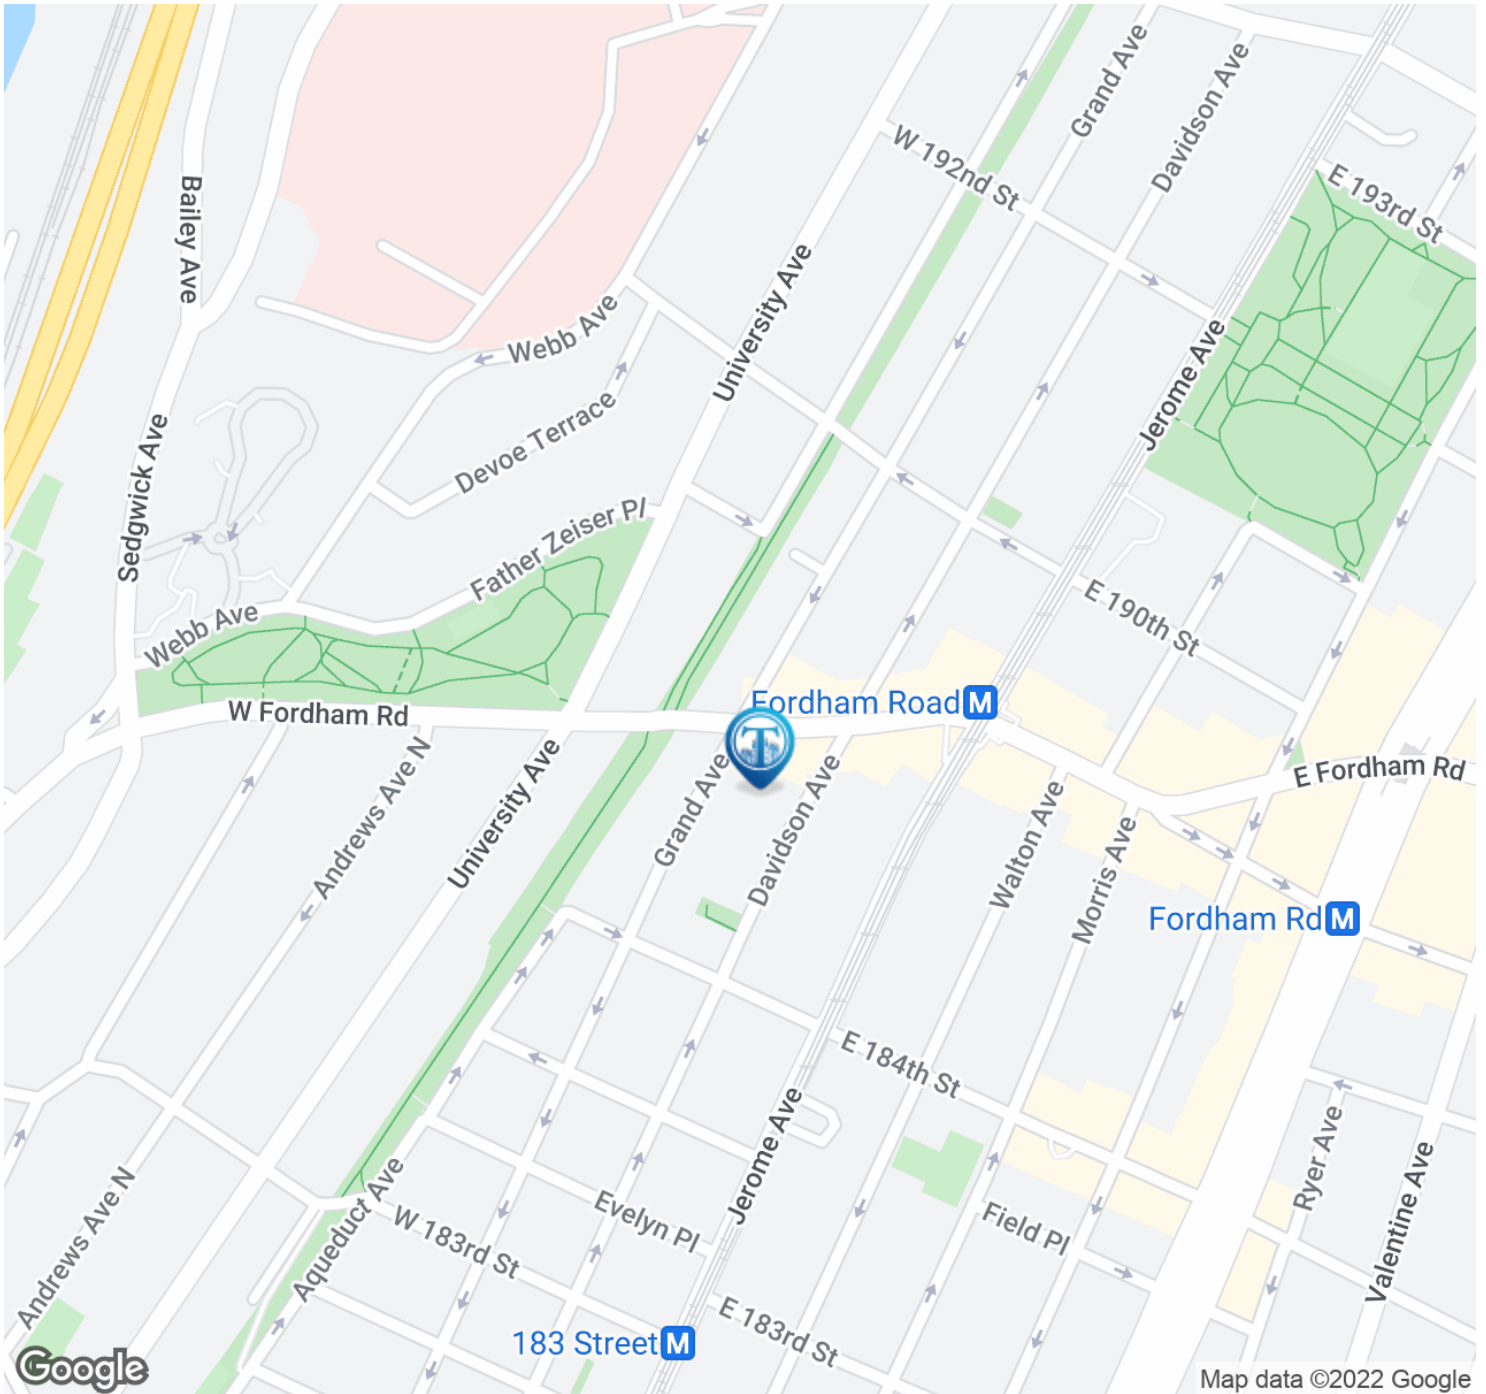 Grand Ave
Davidson Ave
W 192nd St
E 193rd St
Bailey Ave
University Ave
Webb Ave
Jerome Ave
Devoe Terrace
Sedgwick Ave
Father Zeiser Pl
E 190th St
Webb Ave
Fordham Road M
W Fordham Rd
T
E Fordham Rd
Andrews Ave N
University Ave
Grand Ave
Davidson Ave
Walton Ave
Morris Ave
Fordham Rd M
E 184th St
Jerome Ave
Ryer Ave
Valentine Ave
Andrews Ave N
Aqueduct Ave
W 183rd St
Evelyn Pl
Field Pl
E 183rd St
183 Street M
Google
Map data ©2022 Google